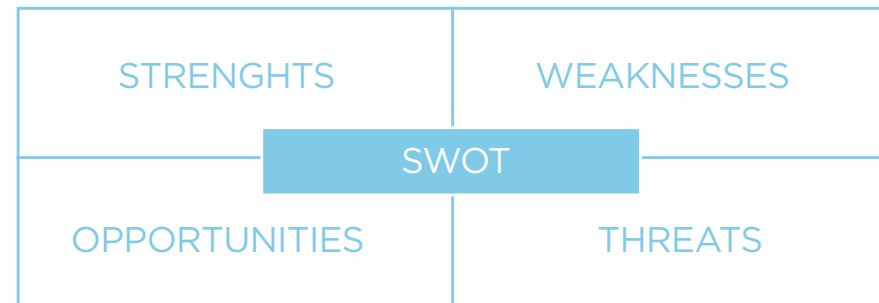 STRENGHTS
WEAKNESSES
SWOT
OPPORTUNITIES
THREATS